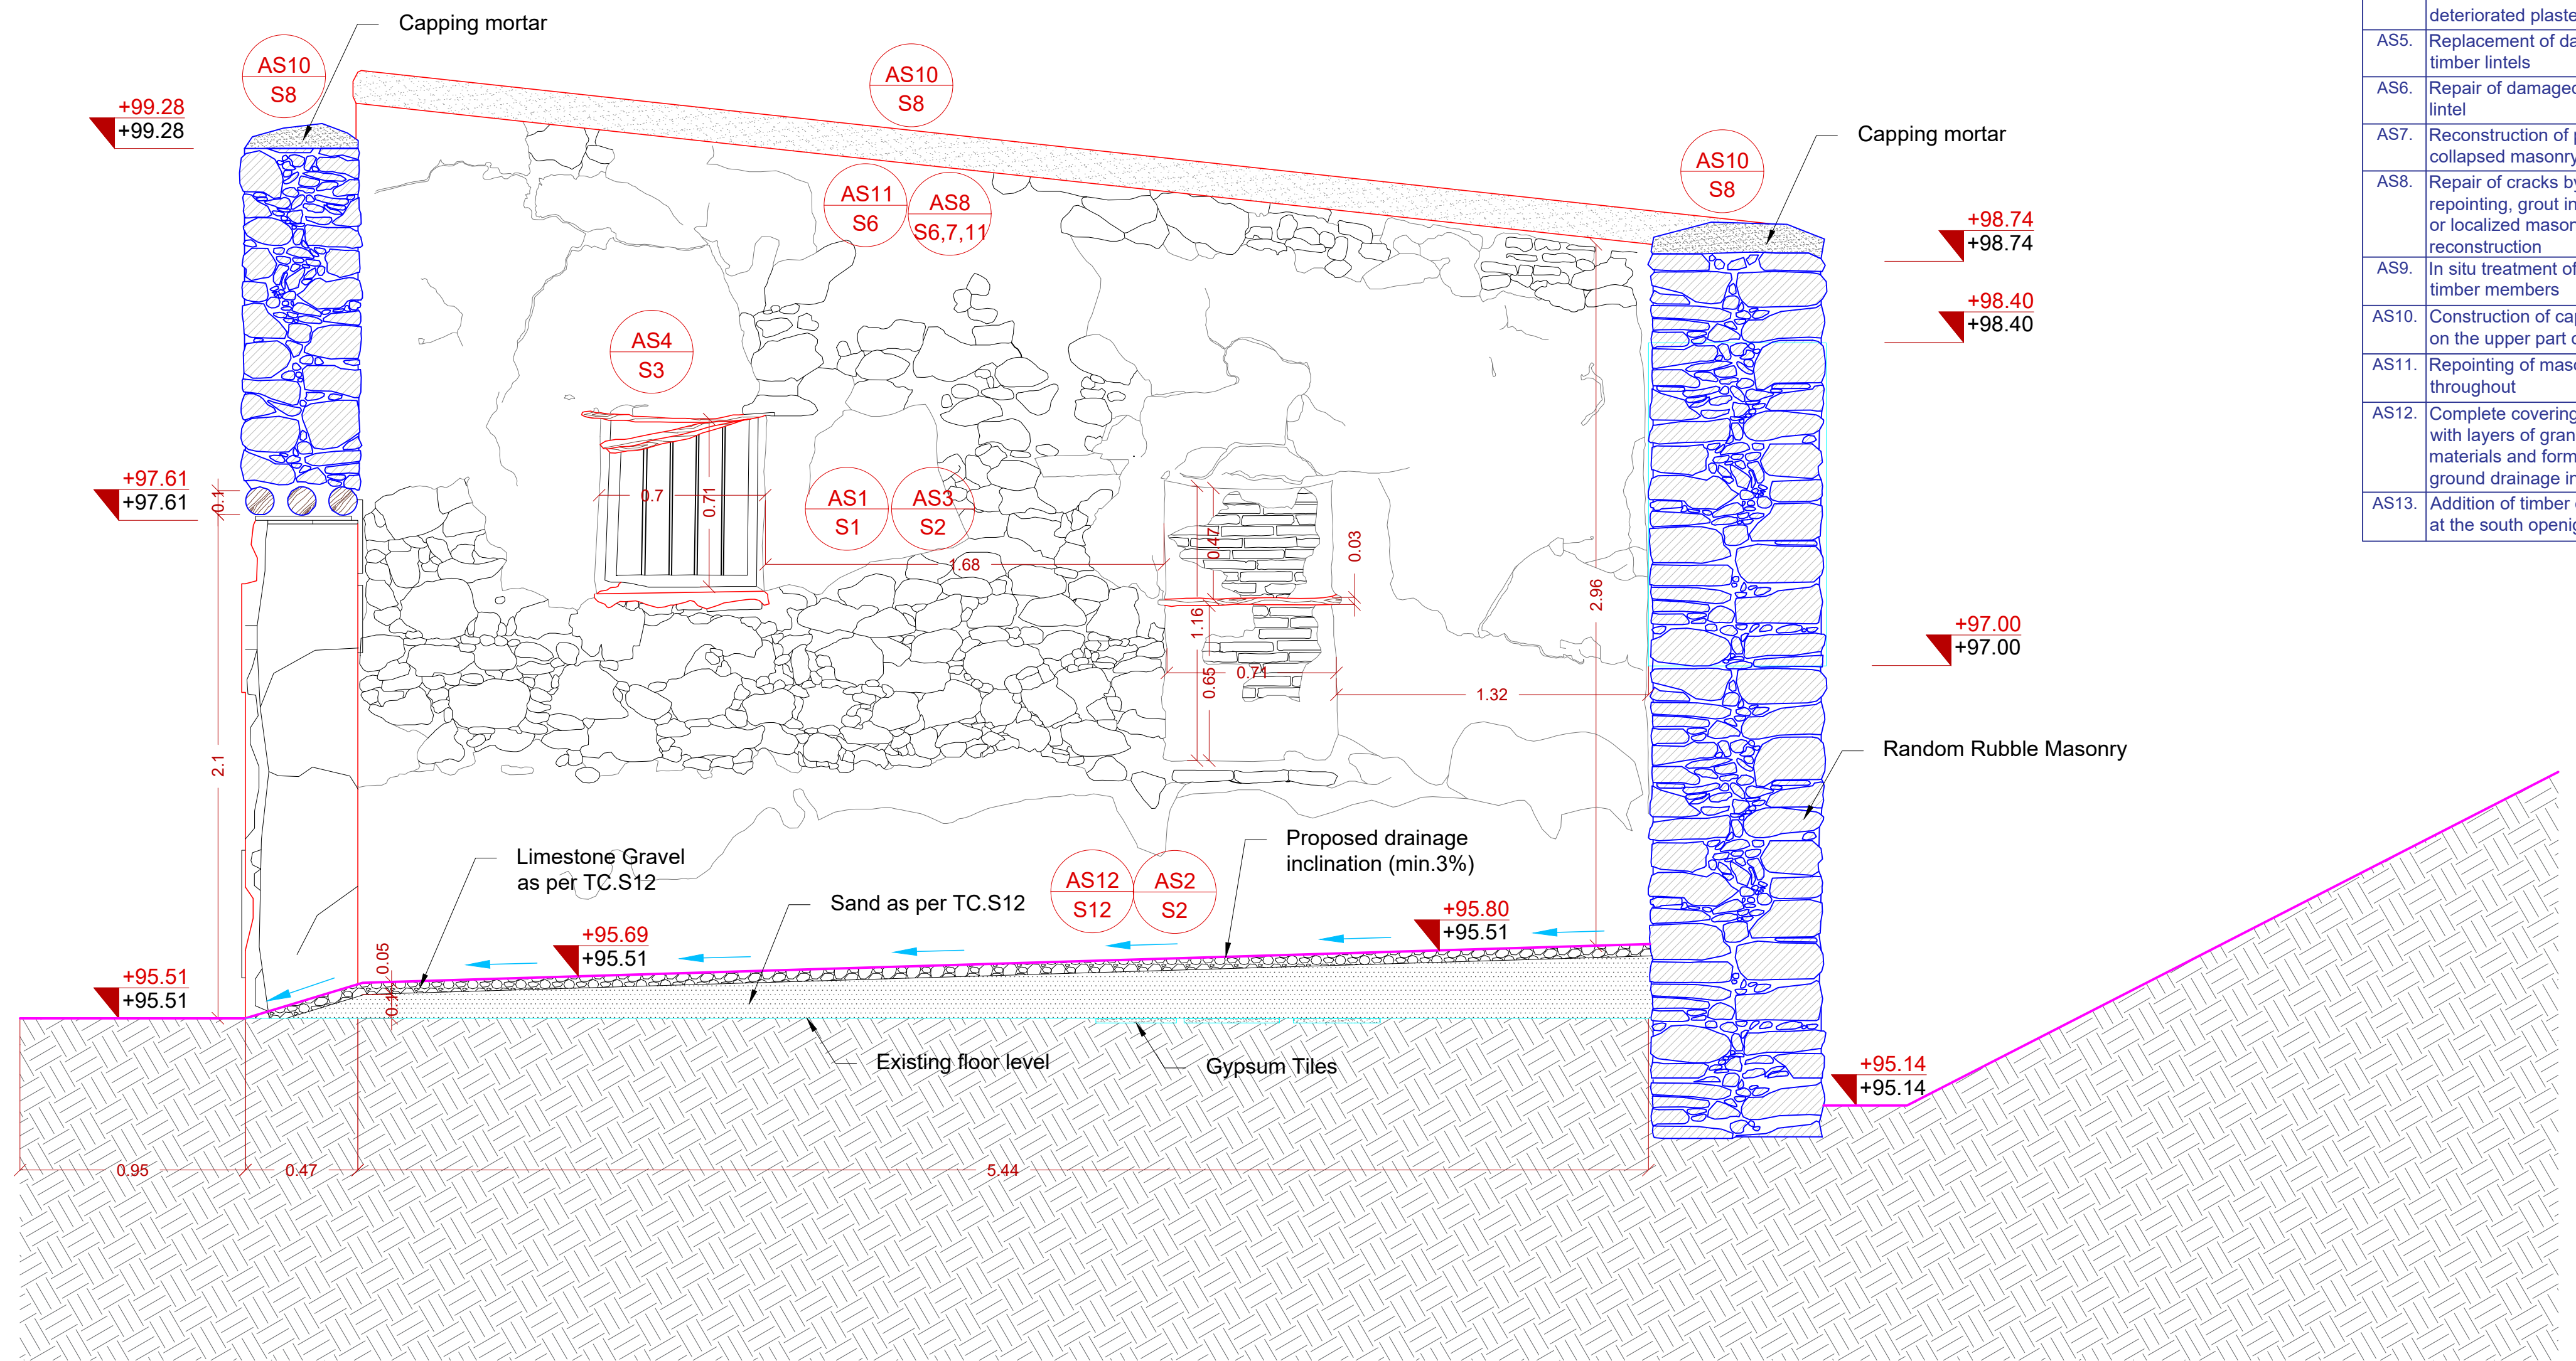 Capping mortar
AS10
S8
AS10
S8
+99.28
+99.28
Capping mortar
AS10
S8
AS11
S6
AS8
S6,7,11
+98.74
+98.74
+98.40
+98.40
AS4
S3
+97.61
+97.61
0.1
0.7
0.71
AS1
S1
AS3
S2
1.68
0.47
0.03
1.16
2.96
+97.00
+97.00
0.65
0.71
1.32
2.1
Random Rubble Masonry
Limestone Gravel
as per TC.S12
Proposed drainage
inclination (min.3%)
Sand as per TC.S12
AS12
S12
AS2
S2
+95.69
+95.51
+95.80
+95.51
0.05
+95.51
+95.51
Existing floor level
Gypsum Tiles
+95.14
+95.14
0.95
0.47
5.44
deteriorated
AS5.
Replacement of
timber lintels
AS6.
Repair of damaged
lintel
AS7.
Reconstruction of
collapsed masonry
AS8.
Repair of cracks by
repointing, grout
or localized
reconstruction
AS9.
In situ treatment of
timber members
AS10.
Construction of
on the upper part
AS11.
Repointing of
throughout
AS12.
Complete covering
with layers of
materials and
ground drainage
AS13.
Addition of timber
at the south